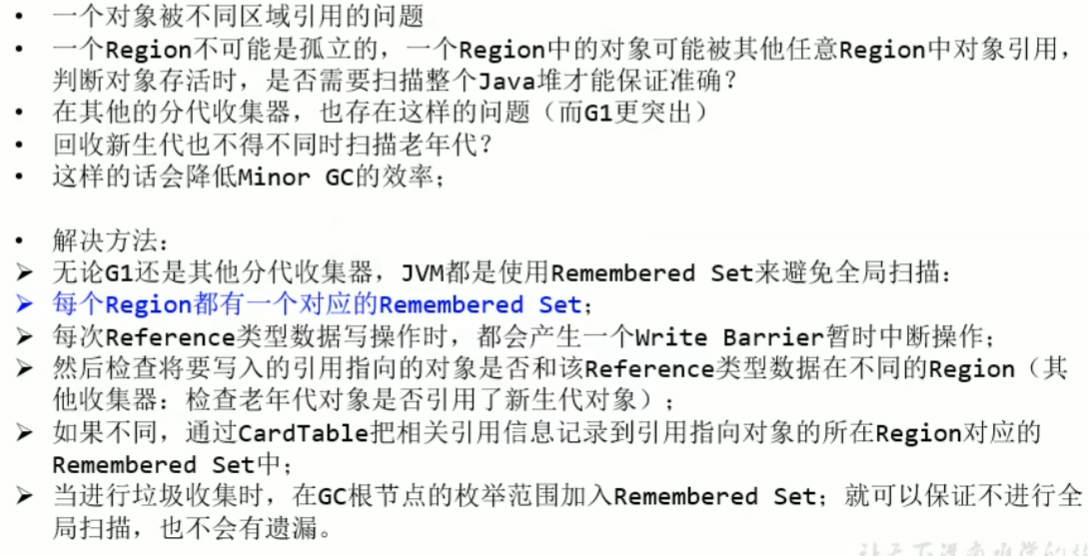 • 一个对象被不同区域引用的问题
• 一个Region不可能是孤立的，一个Region中的对象可能被其他任意Region中对象引用，
判断对象存活时，是否需要扫描整个Java堆才能保证准确？
• 在其他的分代收集器，也存在这样的问题（而G1更突出）
• 回收新生代也不得不同时扫描老年代？
• 这样的话会降低Minor GC的效率；
• 解决方法：
➢ 无论G1还是其他分代收集器，JVM都是使用Remembered Set来避免全局扫描：
➢ 每个Region都有一个对应的Remembered Set；
➢ 每次Reference类型数据写操作时，都会产生一个Write Barrier暂时中断操作；
➢ 然后检查将要写入的引用指向的对象是否和该Reference类型数据在不同的Region（其
他收集器：检查老年代对象是否引用了新生代对象）；
➢ 如果不同，通过CardTable把相关引用信息记录到引用指向对象的所在Region对应的
Remembered Set中；
➢ 当进行垃圾收集时，在GC根节点的枚举范围加入Remembered Set；就可以保证不进行全
局扫描，也不会有遗漏。